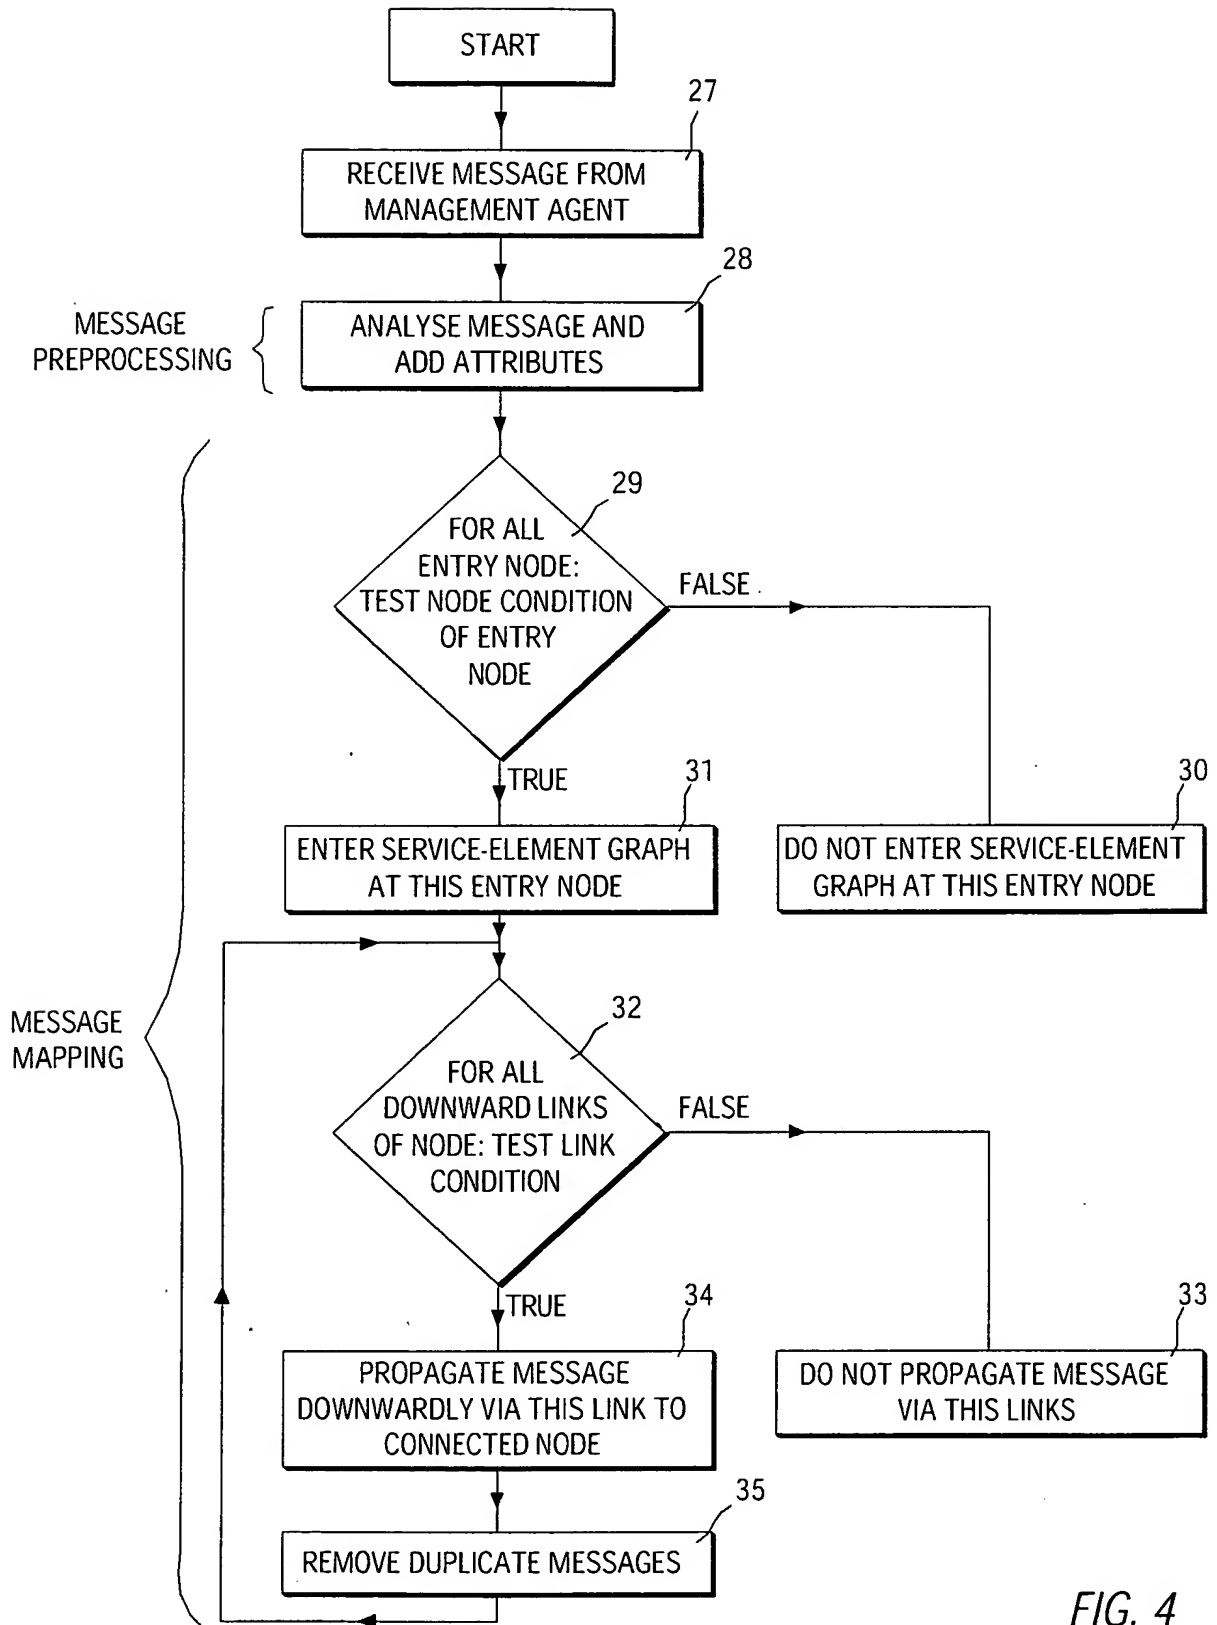 START
27
RECEIVE MESSAGE FROM
MANAGEMENT AGENT
28
MESSAGE
PREPROCESSING
ANALYSE MESSAGE AND
ADD ATTRIBUTES
29
FOR ALL
ENTRY NODE:
TEST NODE CONDITION
OF ENTRY
NODE
FALSE
TRUE
31
30
ENTER SERVICE-ELEMENT GRAPH
AT THIS ENTRY NODE
DO NOT ENTER SERVICE-ELEMENT
GRAPH AT THIS ENTRY NODE
MESSAGE
MAPPING
32
FOR ALL
DOWNWARD LINKS
OF NODE: TEST LINK
CONDITION
FALSE
TRUE
34
33
PROPAGATE MESSAGE
DOWNWARDLY VIA THIS LINK TO
CONNECTED NODE
DO NOT PROPAGATE MESSAGE
VIA THIS LINKS
35
REMOVE DUPLICATE MESSAGES
FIG. 4